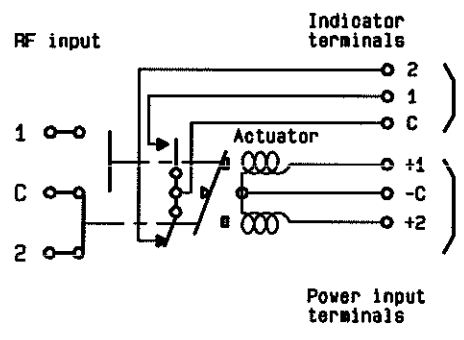 Indicator
terminals
RF input
2
1
C
Actuator
1
C
2
+1
-C
+2
Power input
terminals